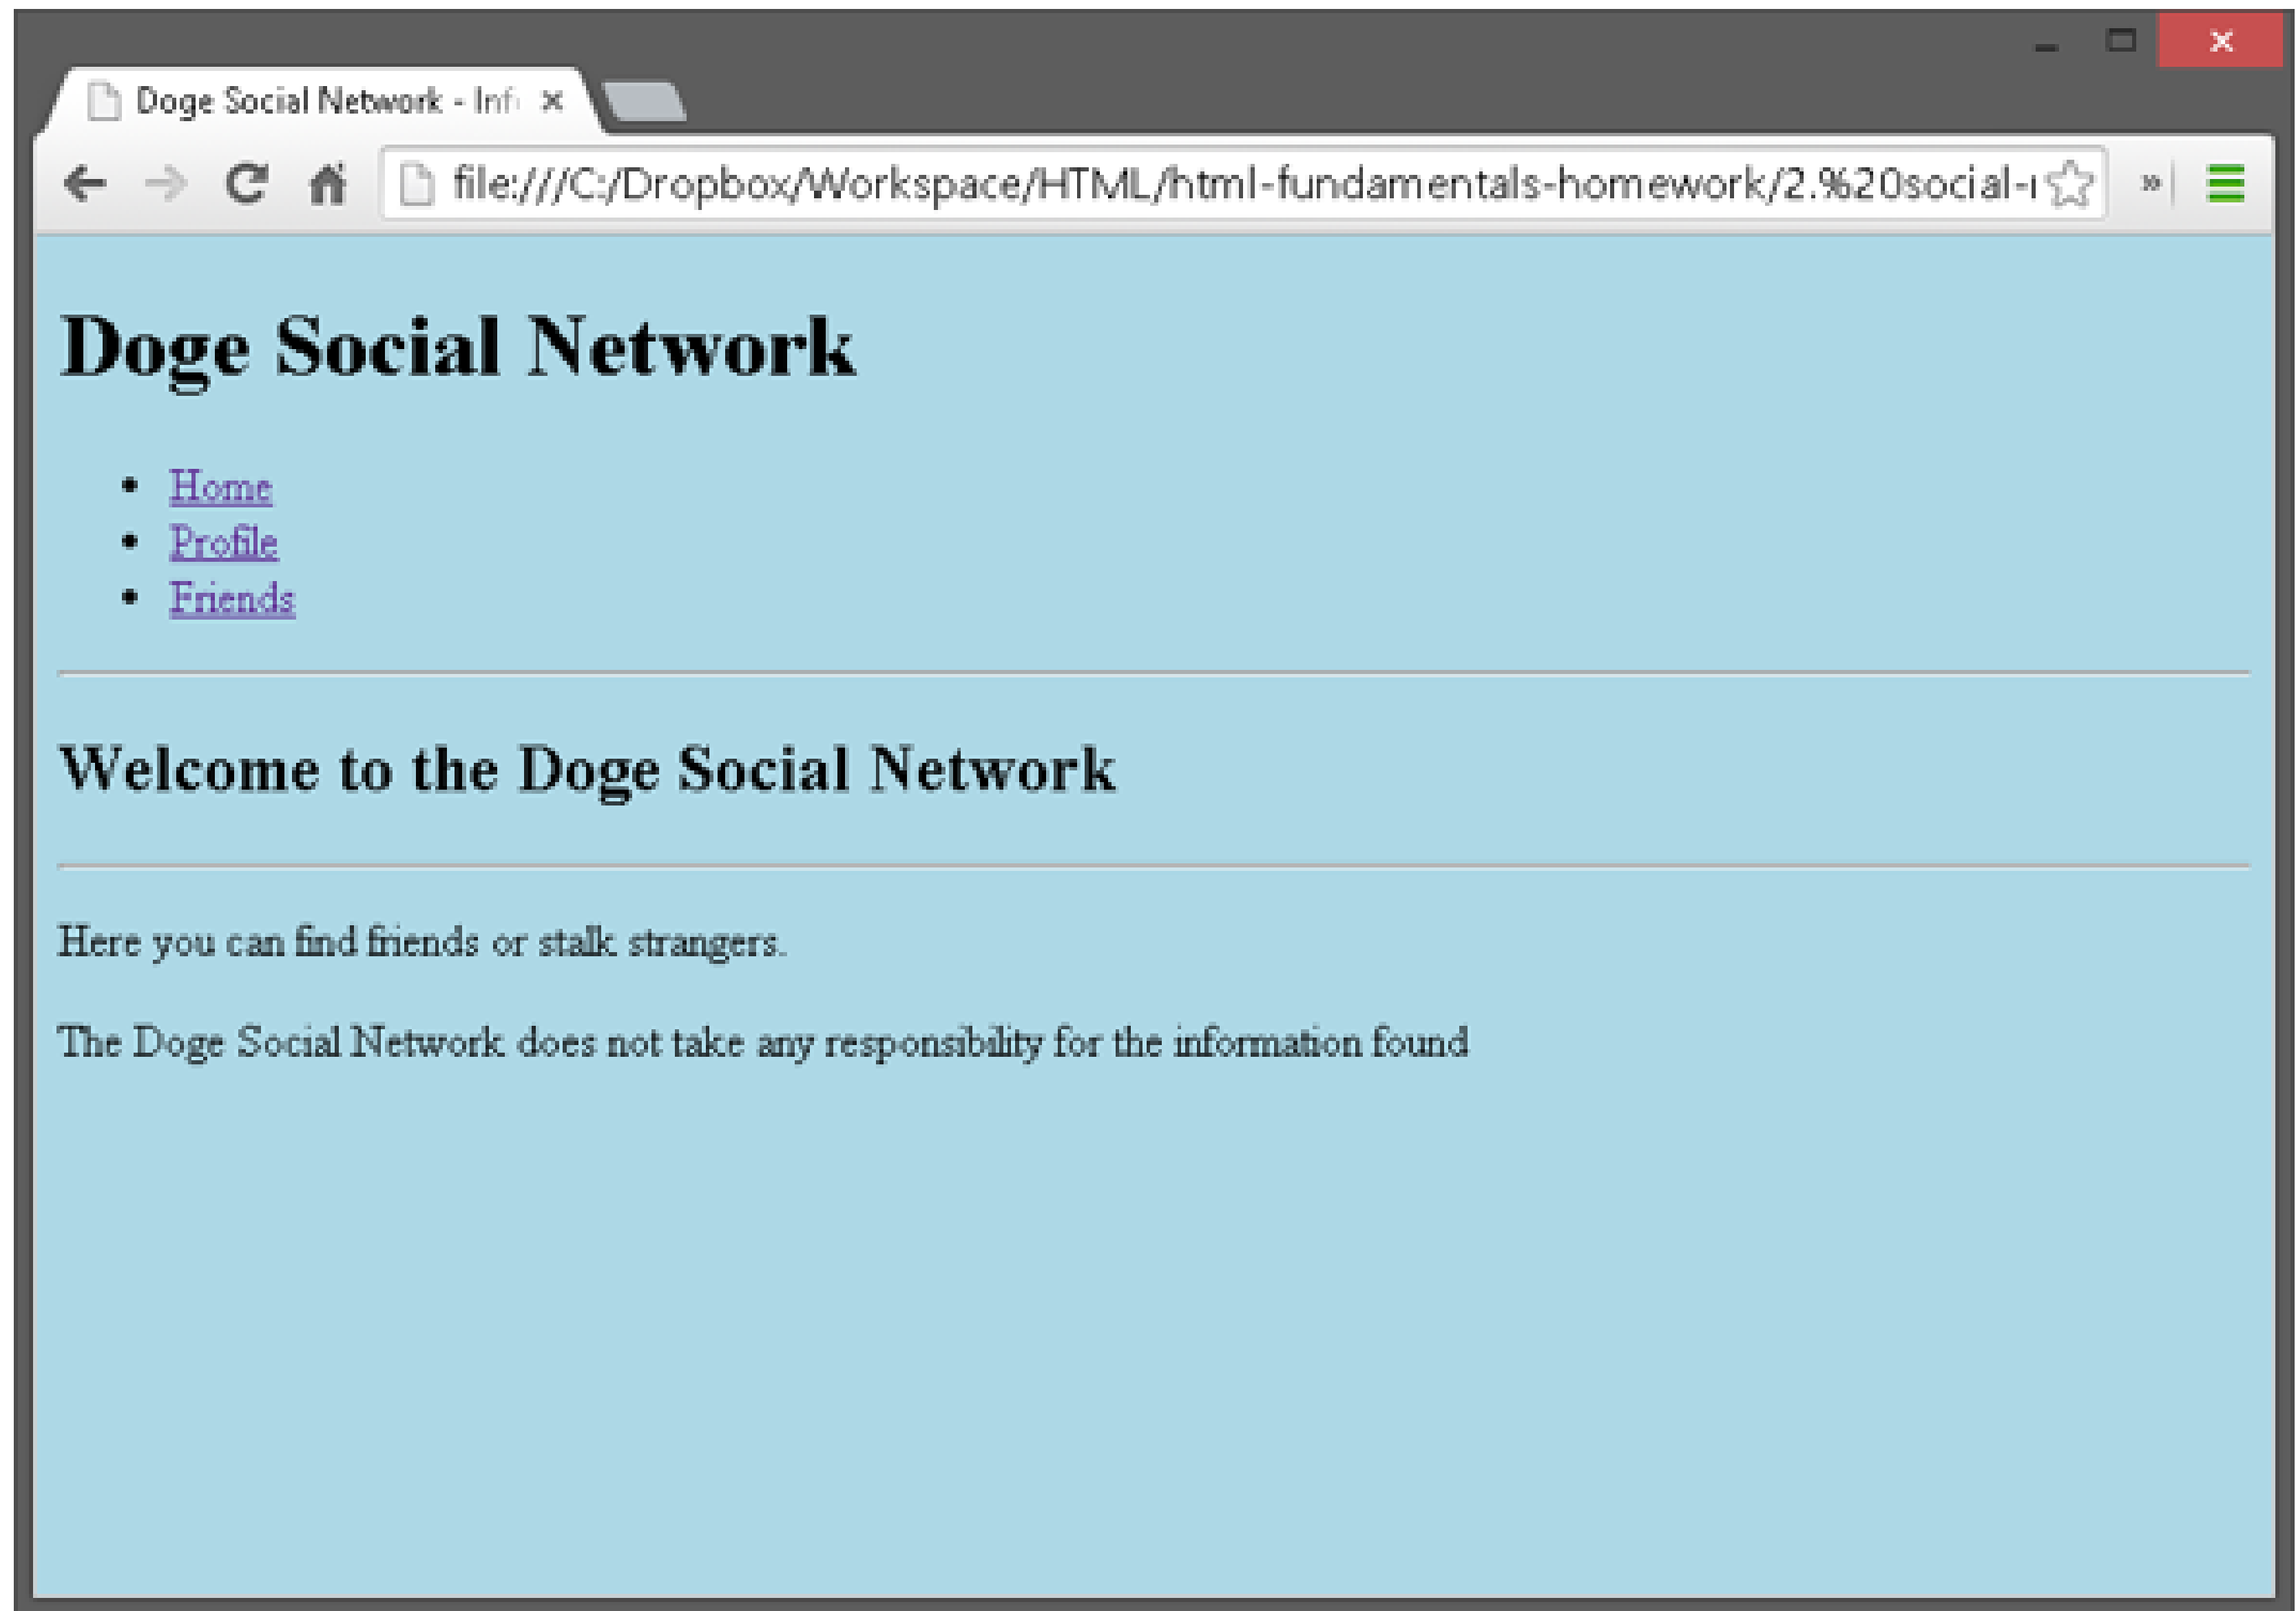 Doge Social Network - Inf
file:///C:/Dropbox/Workspace/HTML/html-fundamentals-homework/2.%20social-
Doge Social Network
• Home
• Profile
• Friends
Welcome to the Doge Social Network
Here you can find friends or stalk strangers.
The Doge Social Network does not take any responsibility for the information found